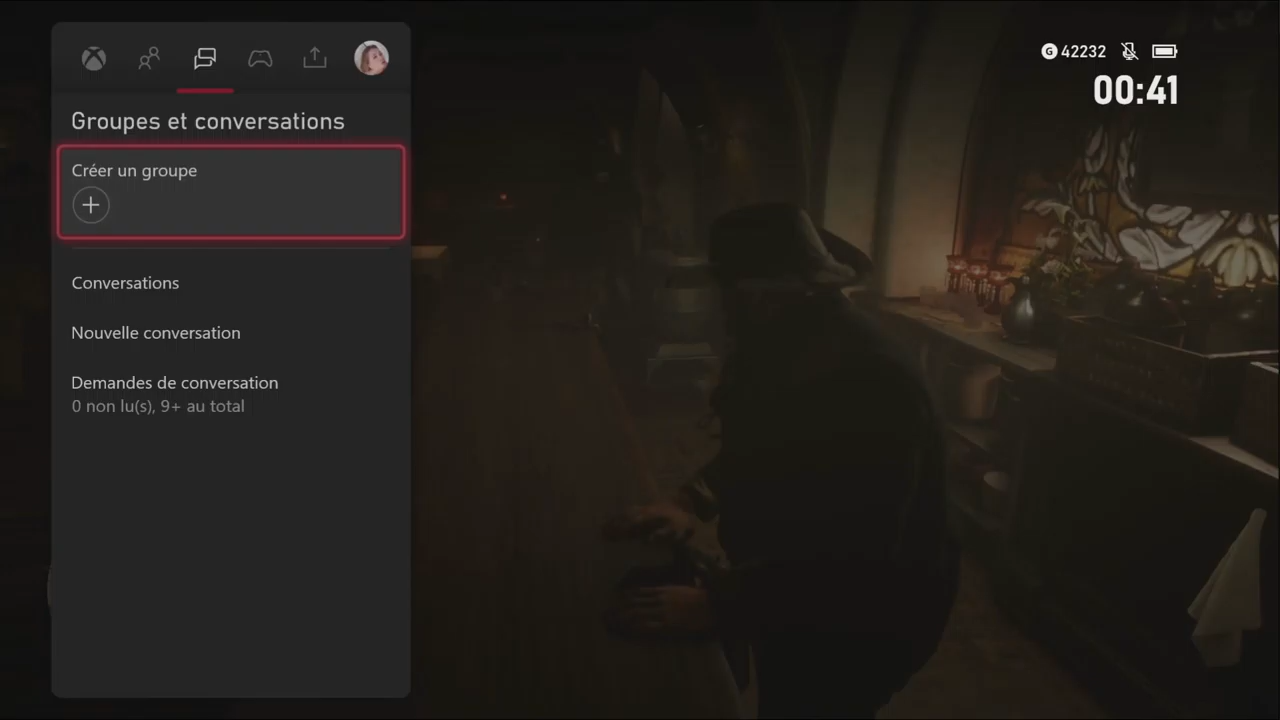 G 42232
00:41
Groupes et conversations
Créer un groupe
Conversations
Nouvelle conversation
Demandes de conversation
0 non lu(s), 9+ au total